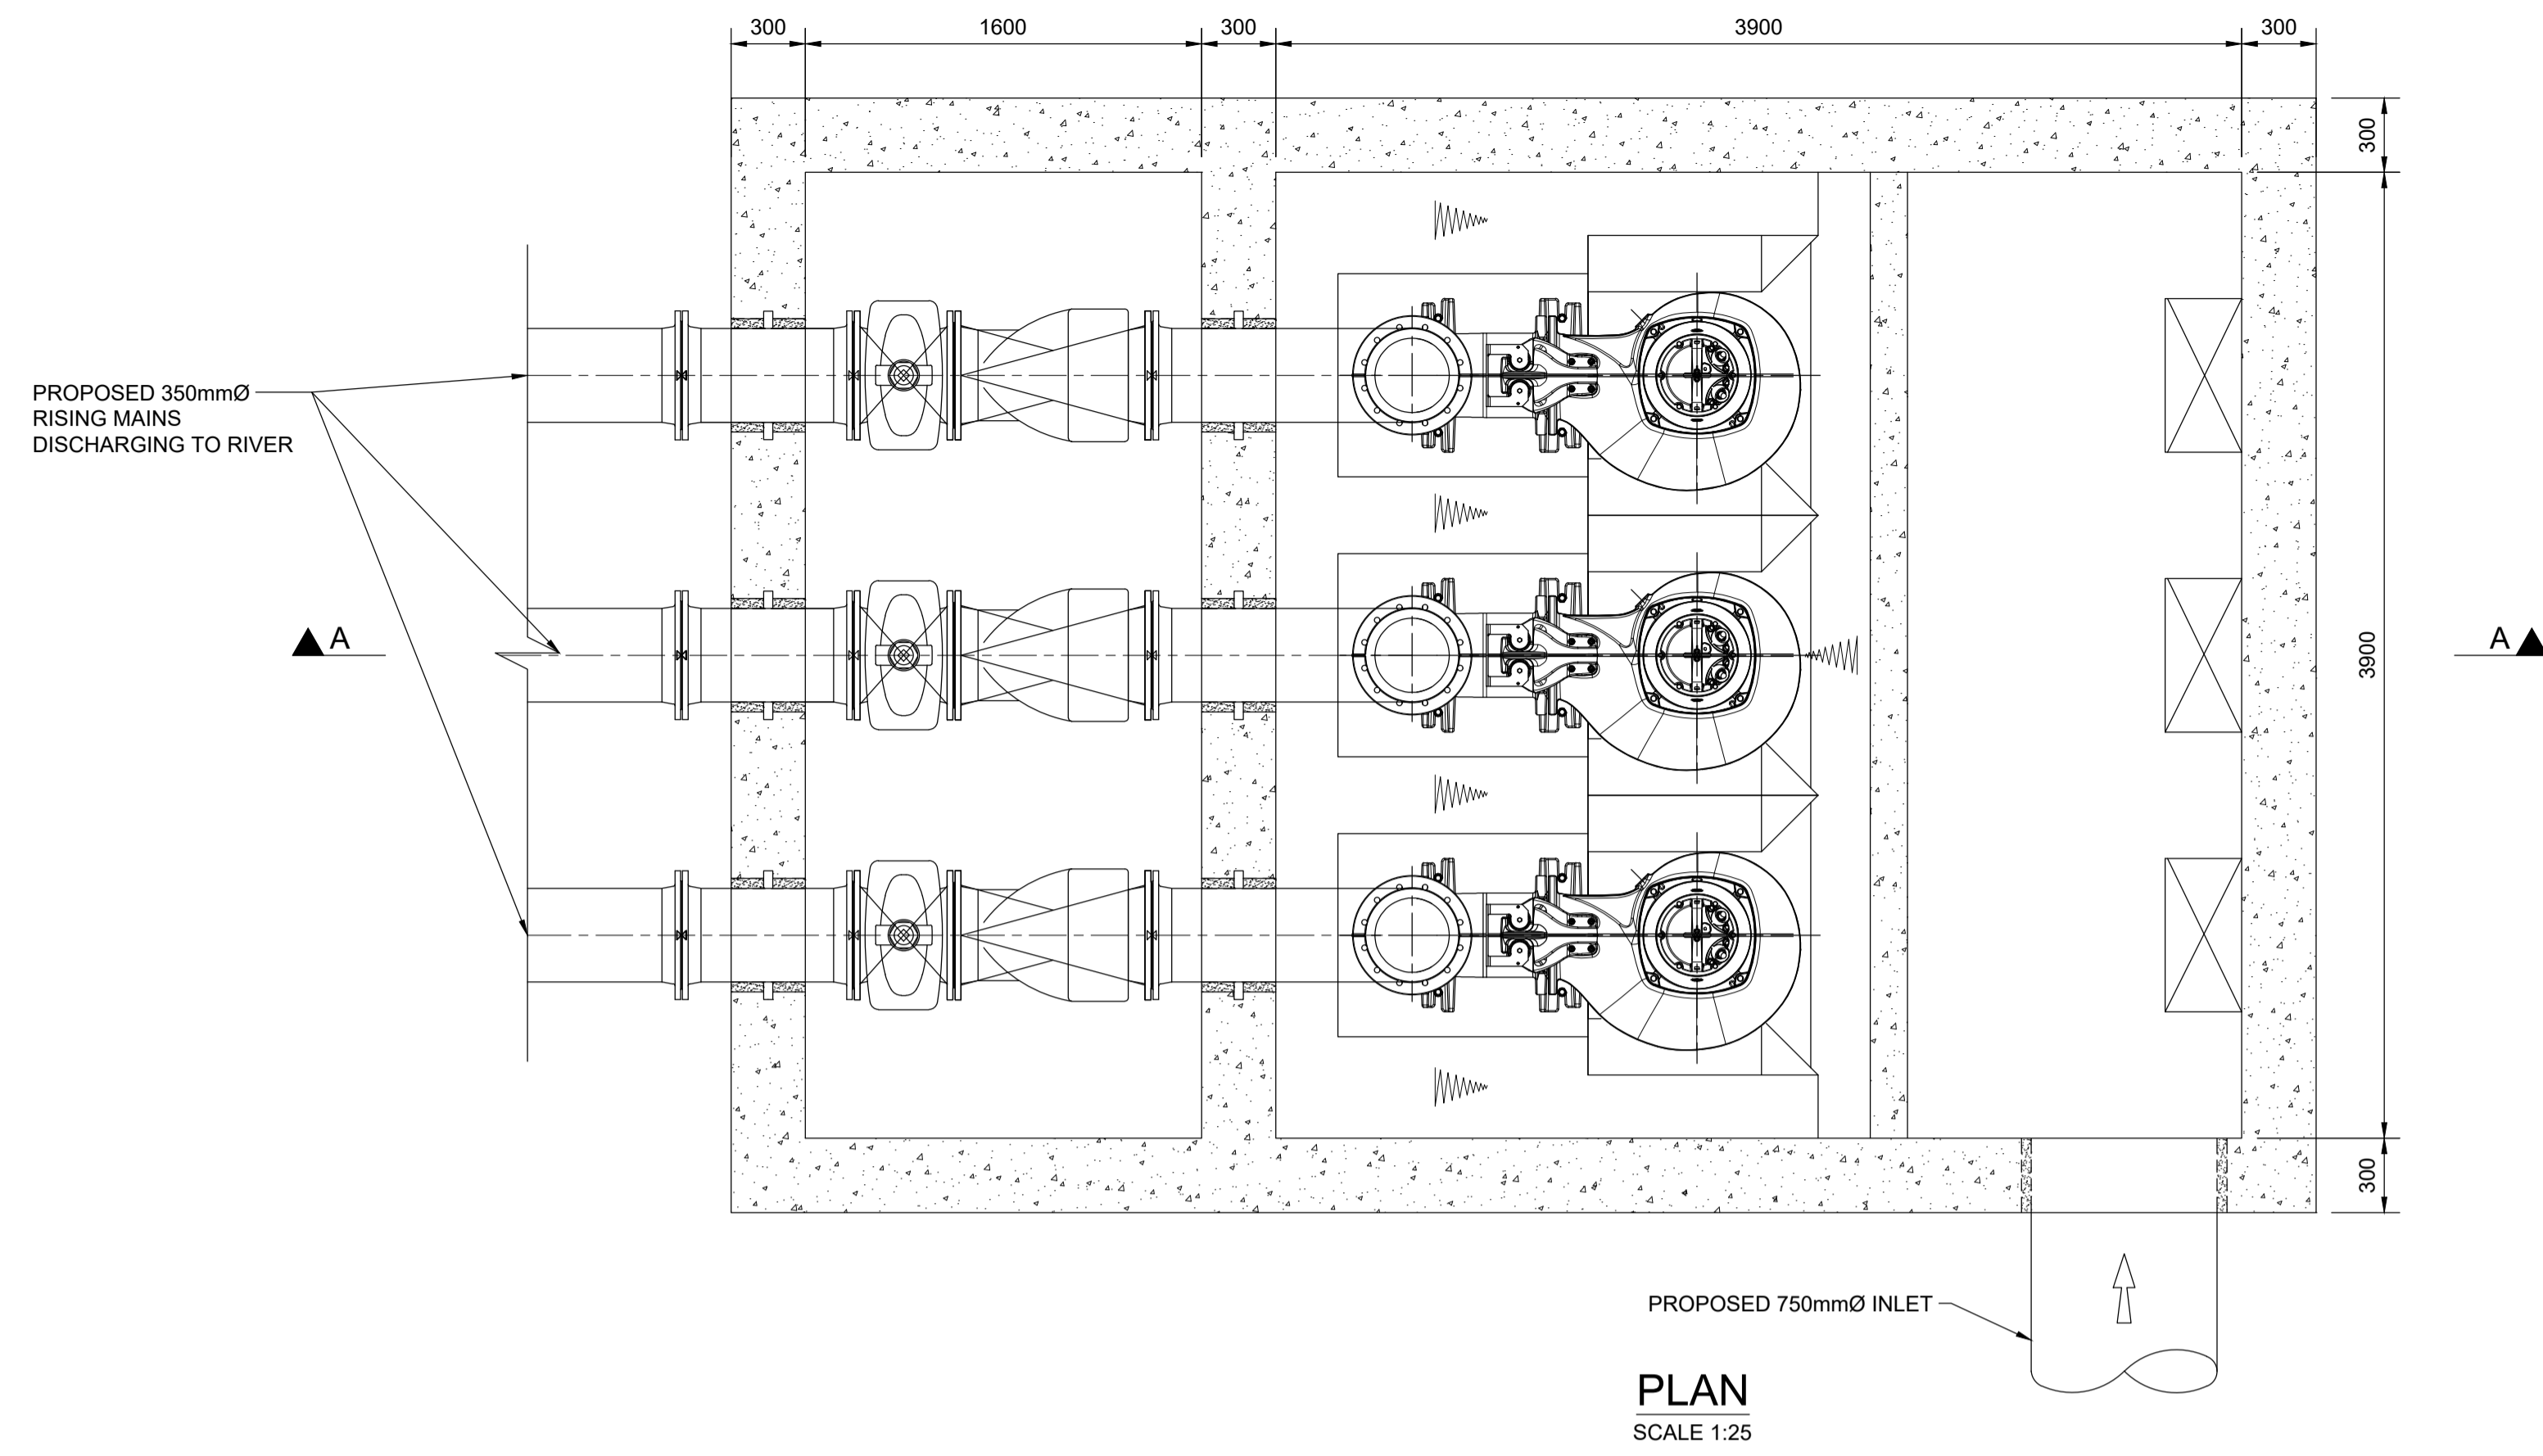 300
1600
300
3900
300
300
PROPOSED 350mmØ
RISING MAINS
DISCHARGING TO RIVER
A
3900
A
300
PROPOSED 750mmØ INLET
PLAN
SCALE 1:25